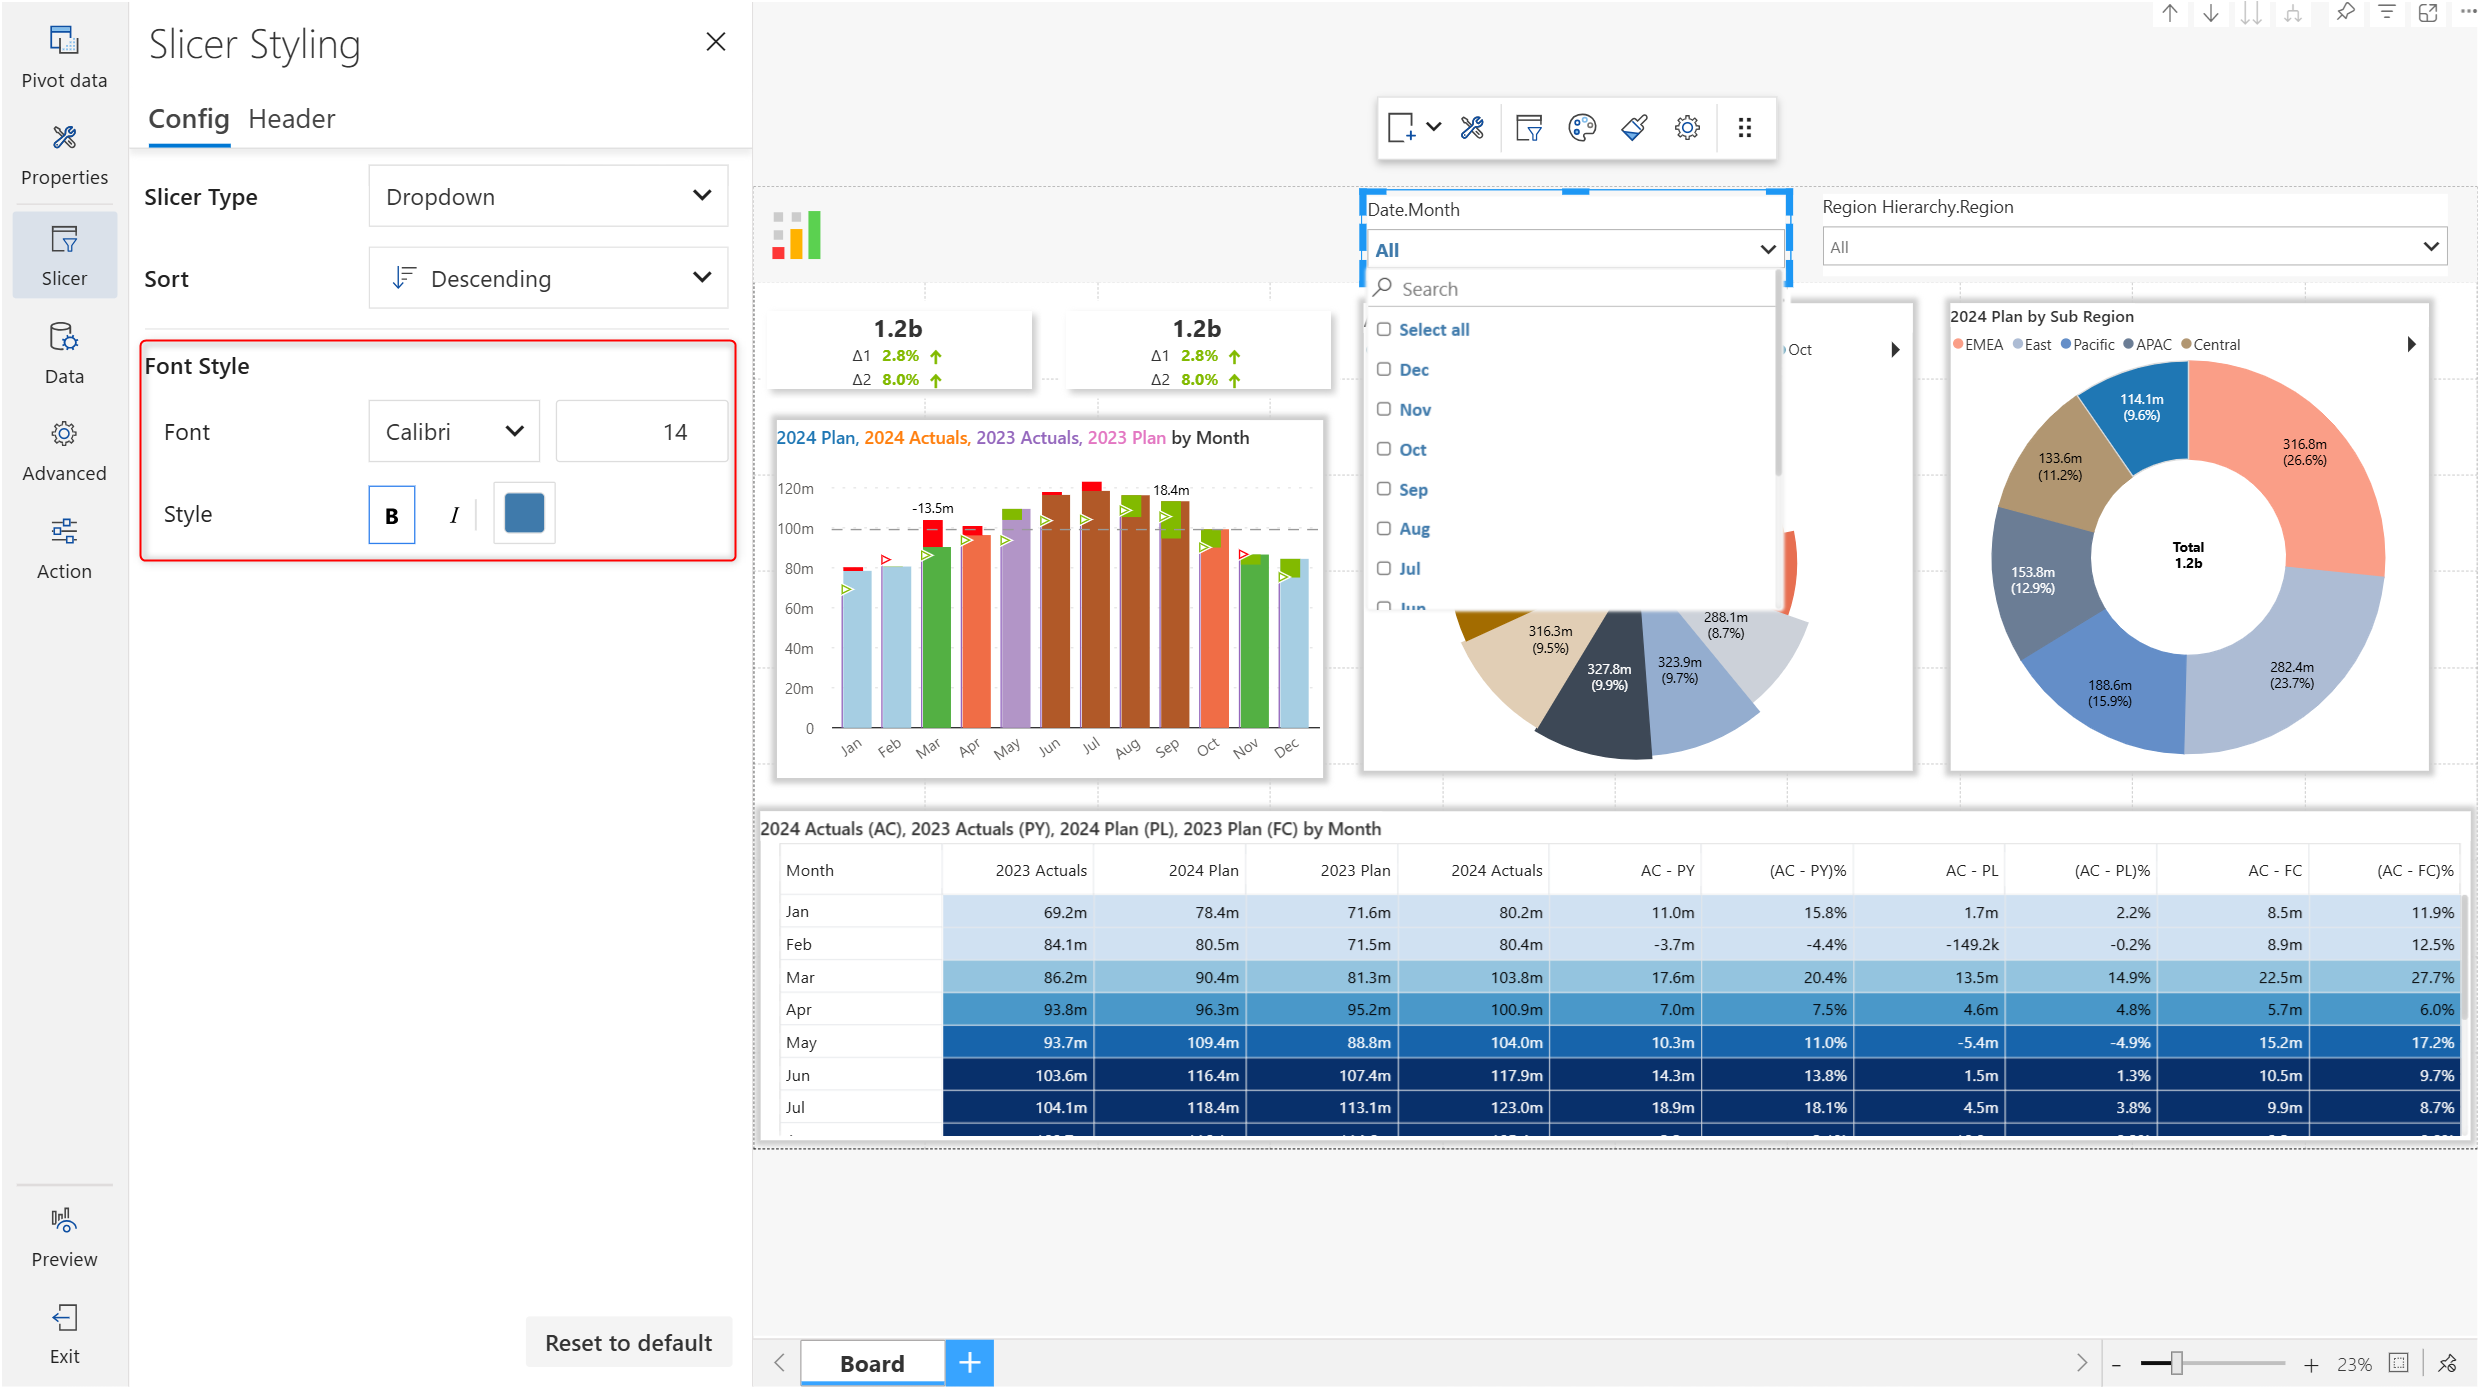 Pivot data
Properties
Slicer
Data
Advanced
Action
Preview
Exit
Slicer Styling
Config Header
Slicer Type Dropdown
Sort Descending
Font Style
Font Calibri 14
Style B I
Reset to default
Date.Month
All
Search
Select all
Dec
Nov
Oct
Sep
Aug
Jul
Jun
Region Hierarchy.Region
All
1.2b
Δ1 2.8%
Δ2 8.0%
1.2b
Δ1 2.8%
Δ2 8.0%
2024 Plan, 2024 Actuals, 2023 Actuals, 2023 Plan by Month
120m
100m
80m
60m
40m
20m
0
-13.5m
18.4m
Jan Feb Mar Apr May Jun Jul Aug Sep Oct Nov Dec
Oct
316.3m
(9.5%)
327.8m
(9.9%)
323.9m
(9.7%)
288.1m
(8.7%)
2024 Plan by Sub Region
EMEA East Pacific APAC Central
114.1m
(9.6%)
316.8m
(26.6%)
133.6m
(11.2%)
153.8m
(12.9%)
188.6m
(15.9%)
282.4m
(23.7%)
Total
1.2b
2024 Actuals (AC), 2023 Actuals (PY), 2024 Plan (PL), 2023 Plan (FC) by Month
Month 2023 Actuals 2024 Plan 2023 Plan 2024 Actuals AC - PY (AC - PY)% AC - PL (AC - PL)% AC - FC (AC - FC)%
Jan 69.2m 78.4m 71.6m 80.2m 11.0m 15.8% 1.7m 2.2% 8.5m 11.9%
Feb 84.1m 80.5m 71.5m 80.4m -3.7m -4.4% -149.2k -0.2% 8.9m 12.5%
Mar 86.2m 90.4m 81.3m 103.8m 17.6m 20.4% 13.5m 14.9% 22.5m 27.7%
Apr 93.8m 96.3m 95.2m 100.9m 7.0m 7.5% 4.6m 4.8% 5.7m 6.0%
May 93.7m 109.4m 88.8m 104.0m 10.3m 11.0% -5.4m -4.9% 15.2m 17.2%
Jun 103.6m 116.4m 107.4m 117.9m 14.3m 13.8% 1.5m 1.3% 10.5m 9.7%
Jul 104.1m 118.4m 113.1m 123.0m 18.9m 18.1% 4.5m 3.8% 9.9m 8.7%
Board
23%